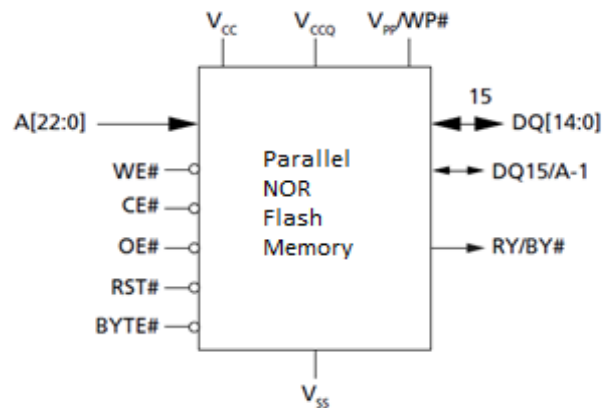 VCC VCCQ VPP/WP#
15
A[22:0] DQ[14:0]
WE# Parallel DQ15/A-1
NOR
CE# Flash
OE# Memory RY/BY#
RST#
BYTE#
VSS